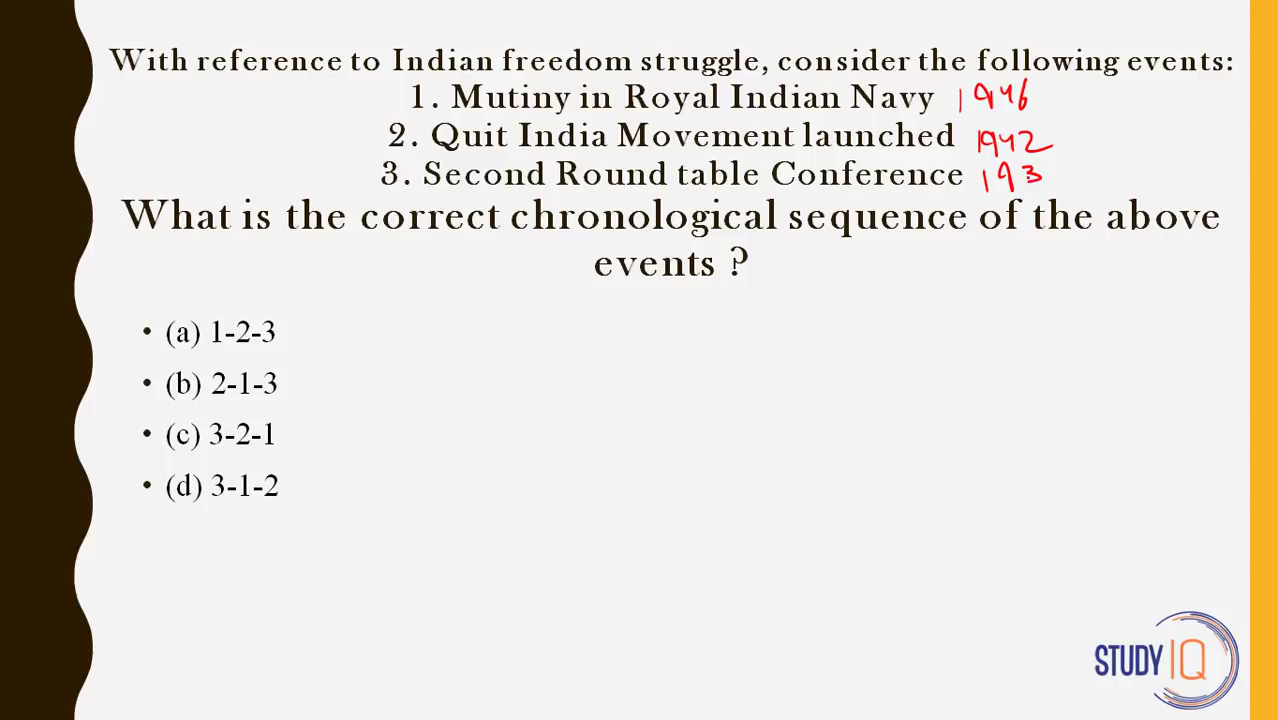 With reference to Indian freedom struggle, consider the following events:
1. Mutiny in Royal Indian Navy 1946
2. Quit India Movement launched 1942
3. Second Round table Conference 193
What is the correct chronological sequence of the above
events ?
• (a) 1-2-3
• (b) 2-1-3
• (c) 3-2-1
• (d) 3-1-2
STUDY IQ